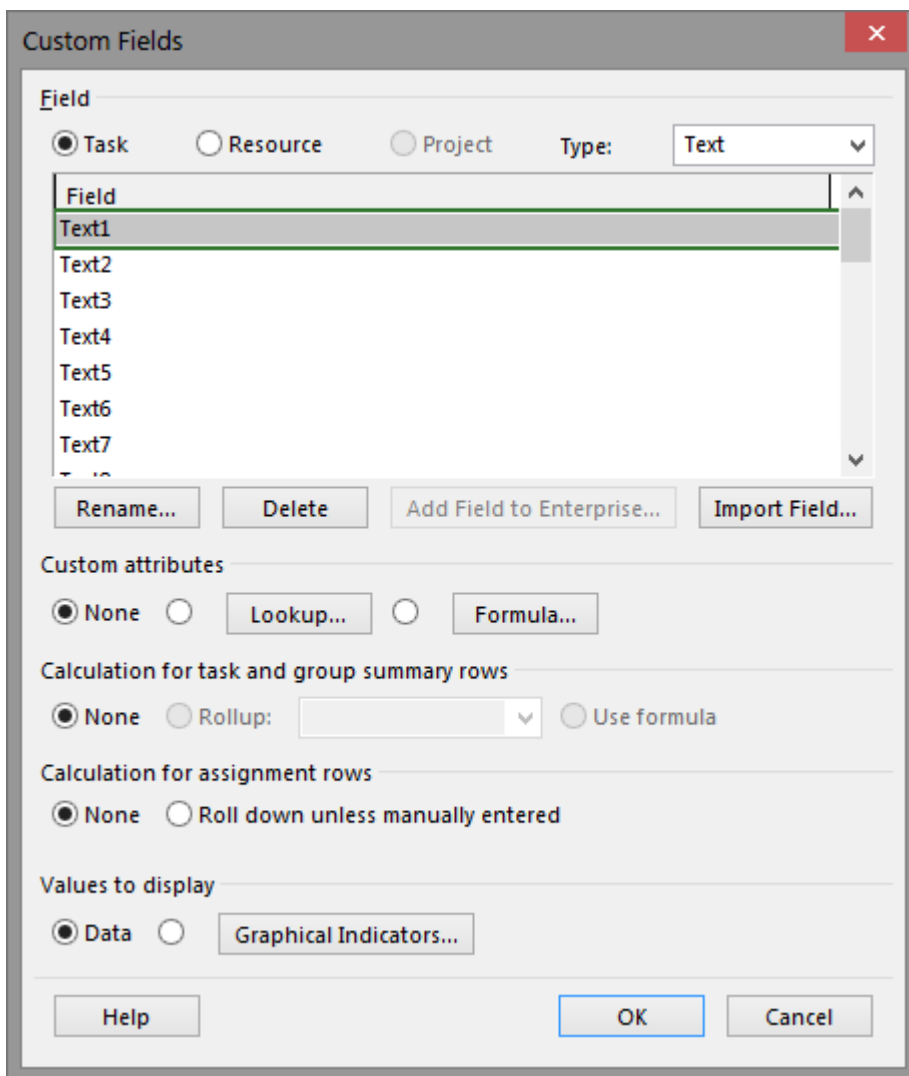 Custom Fields
Field
Task Resource Project Type: Text
Field
Text1
Text2
Text3
Text4
Text5
Text6
Text7
Rename... Delete Add Field to Enterprise... Import Field...
Custom attributes
None Lookup... Formula...
Calculation for task and group summary rows
None Rollup: Use formula
Calculation for assignment rows
None Roll down unless manually entered
Values to display
Data Graphical Indicators...
Help OK Cancel